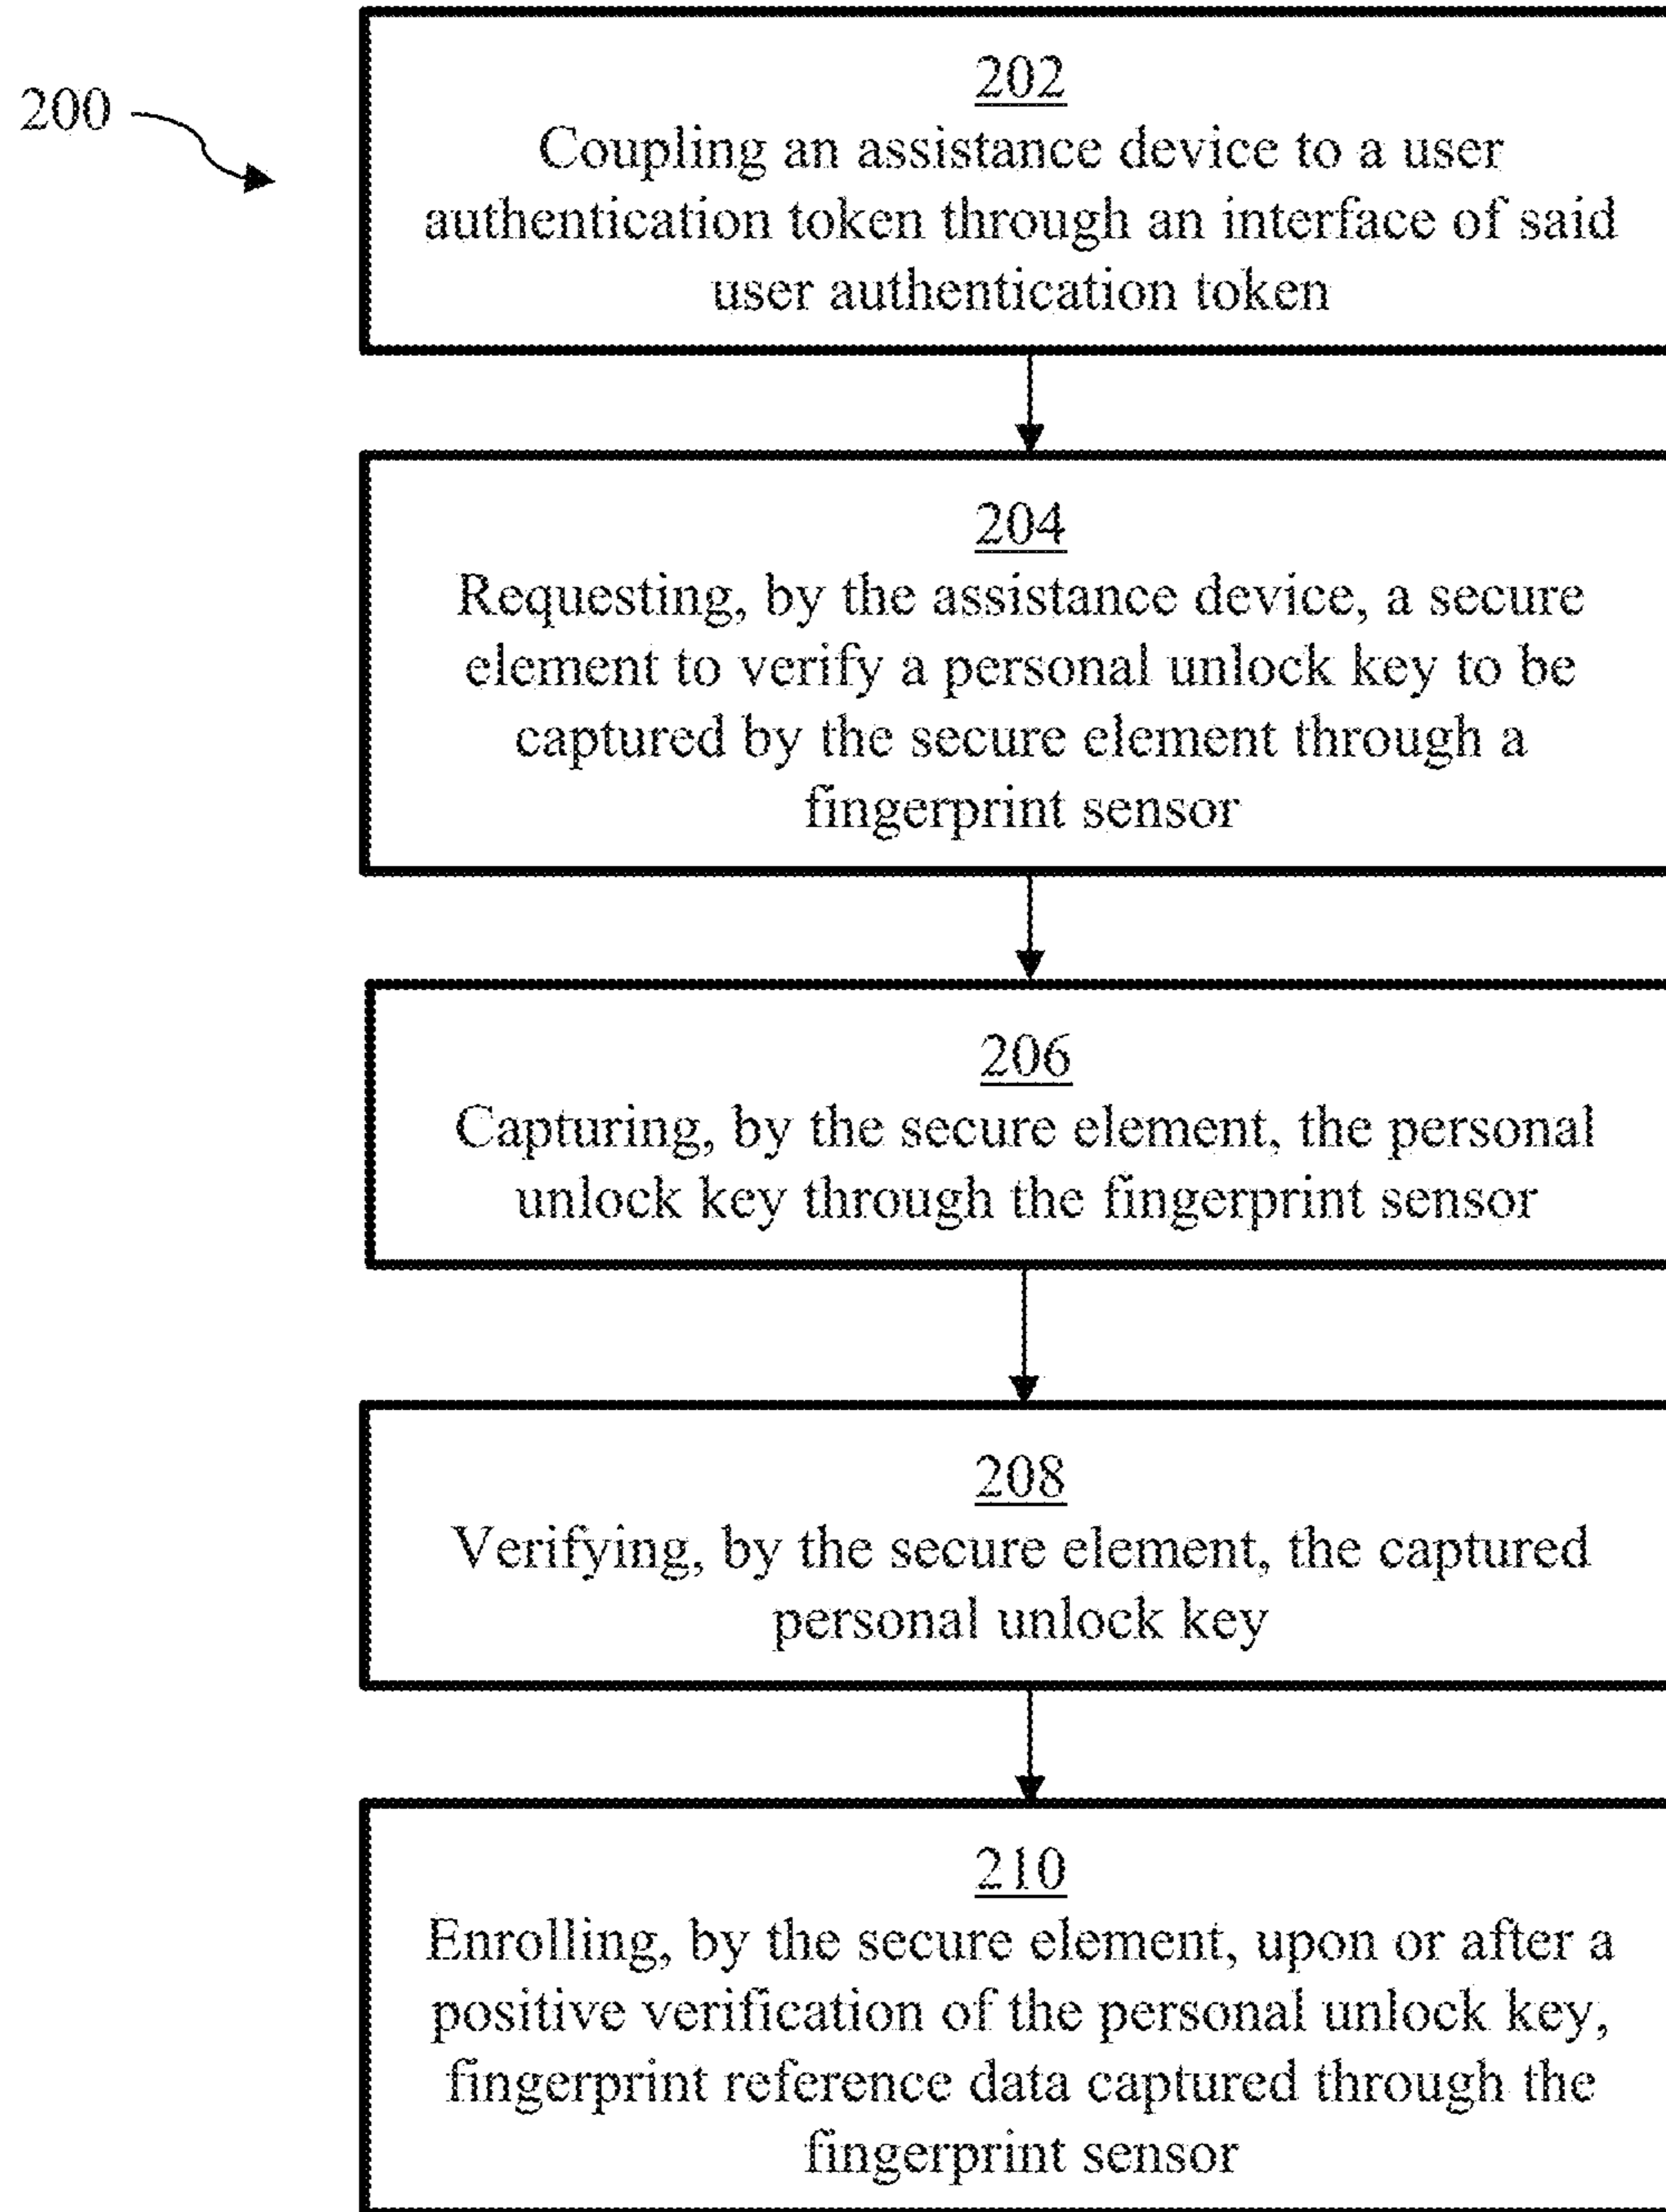 200
202
Coupling an assistance device to a user
authentication token through an interface of said
user authentication token
204
Requesting, by the assistance device, a secure
element to verify a personal unlock key to be
captured by the secure element through a
fingerprint sensor
206
Capturing, by the secure element, the personal
unlock key through the fingerprint sensor
208
Verifying, by the secure element, the captured
personal unlock key
210
Enrolling, by the secure element, upon or after a
positive verification of the personal unlock key,
fingerprint reference data captured through the
fingerprint sensor